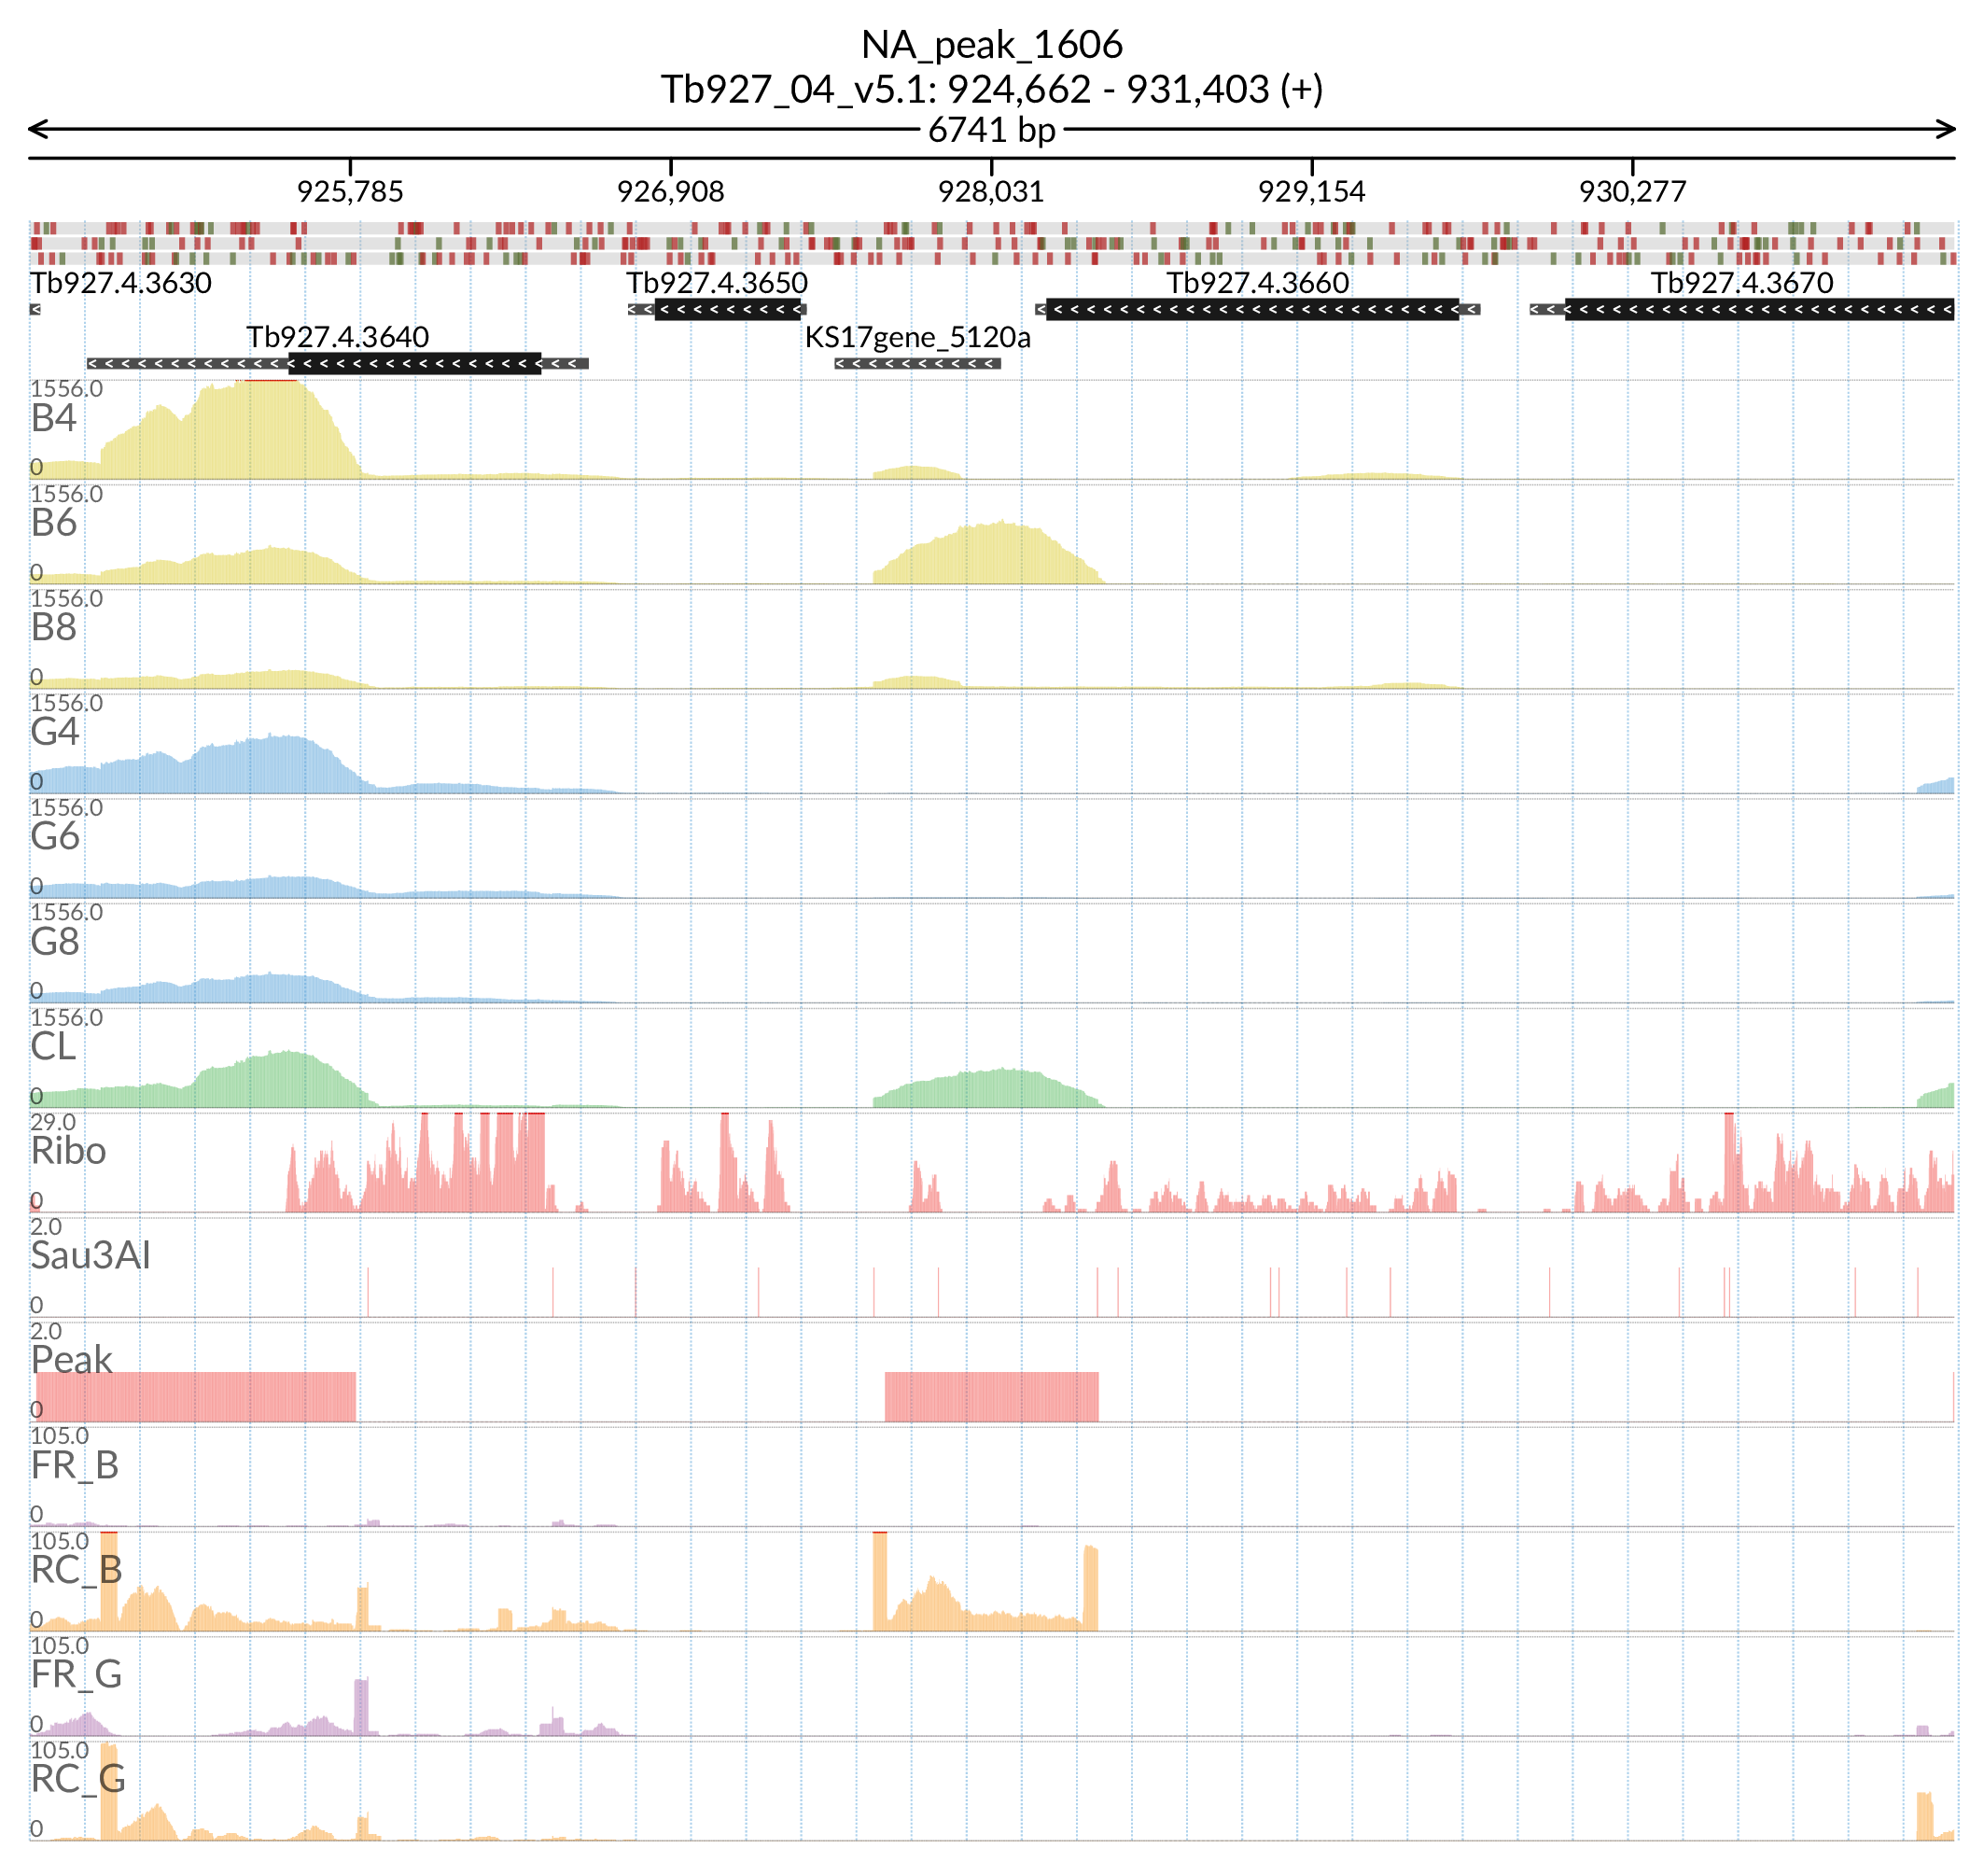 NA_peak_1606
Tb927_04_v5.1: 924,662 - 931,403 (+)
6741 bp
925,785 926,908 928,031 929,154 930,277
Tb927.4.3630 Tb927.4.3650 Tb927.4.3660 Tb927.4.3670
Tb927.4.3640 KS17gene_5120a
1556.0
B4
0
1556.0
B6
0
1556.0
B8
0
1556.0
G4
0
1556.0
G6
0
1556.0
G8
0
1556.0
CL
0
29.0
Ribo
0
2.0
Sau3AI
0
2.0
Peak
0
105.0
FR_B
0
105.0
RC_B
0
105.0
FR_G
0
105.0
RC_G
0